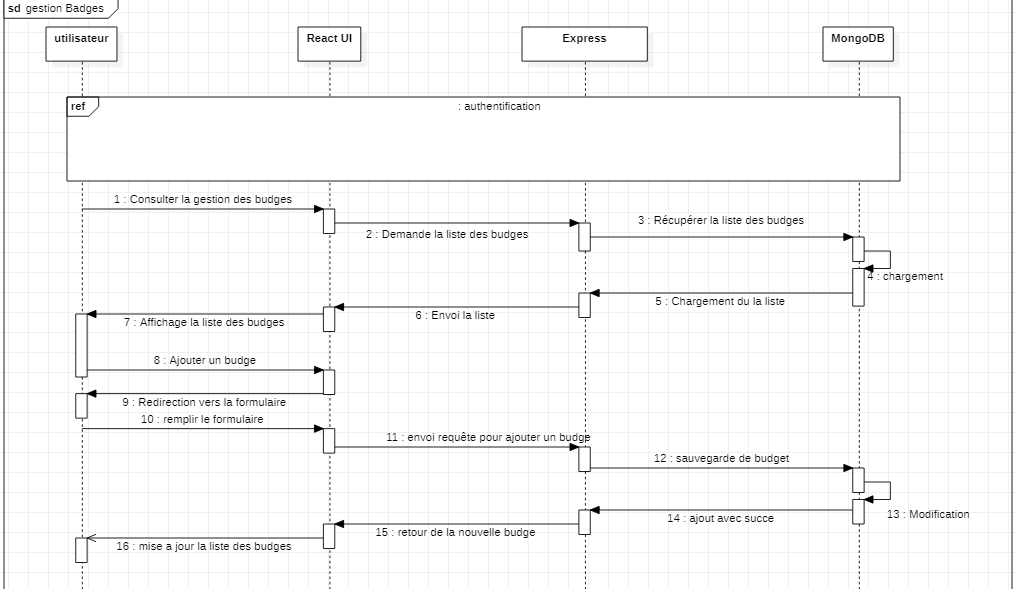 sd gestion Badges
utilisateur
React UI
Express
MongoDB
ref
: authentification
1 : Consulter la gestion des budges
2 : Demande la liste des budges
3 : Récupérer la liste des budges
4 : chargement
5 : Chargement du la liste
6 : Envoi la liste
7 : Affichage la liste des budges
8 : Ajouter un budge
9 : Redirection vers la formulaire
10 : remplir le formulaire
11 : envoi requête pour ajouter un budge
12 : sauvegarde de budget
13 : Modification
14 : ajout avec succe
15 : retour de la nouvelle budge
16 : mise a jour la liste des budges